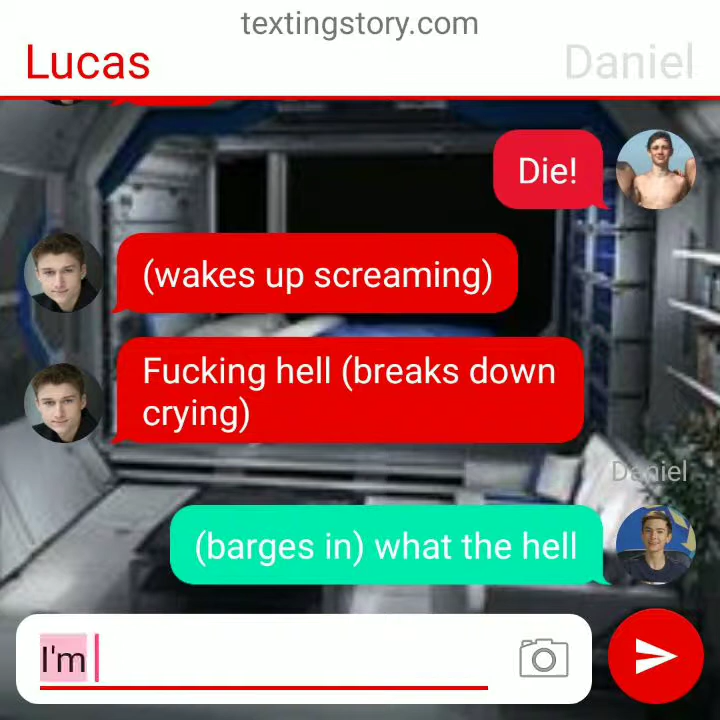 textingstory.com
Lucas
Daniel
Die!
(wakes up screaming)
Fucking hell (breaks down
crying)
Daniel
(barges in) what the hell
I'm